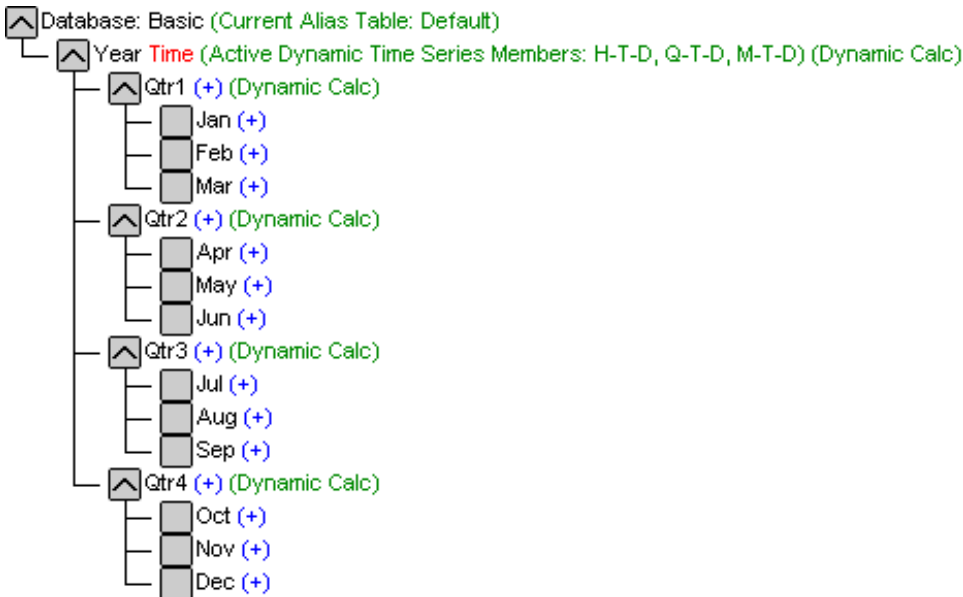 Database: Basic (Current Alias Table: Default)
Year Time (Active Dynamic Time Series Members: H-T-D, Q-T-D, M-T-D) (Dynamic Calc)
Qtr1 (+) (Dynamic Calc)
Jan (+)
Feb (+)
Mar (+)
Qtr2 (+) (Dynamic Calc)
Apr (+)
May (+)
Jun (+)
Qtr3 (+) (Dynamic Calc)
Jul (+)
Aug (+)
Sep (+)
Qtr4 (+) (Dynamic Calc)
Oct (+)
Nov (+)
Dec (+)